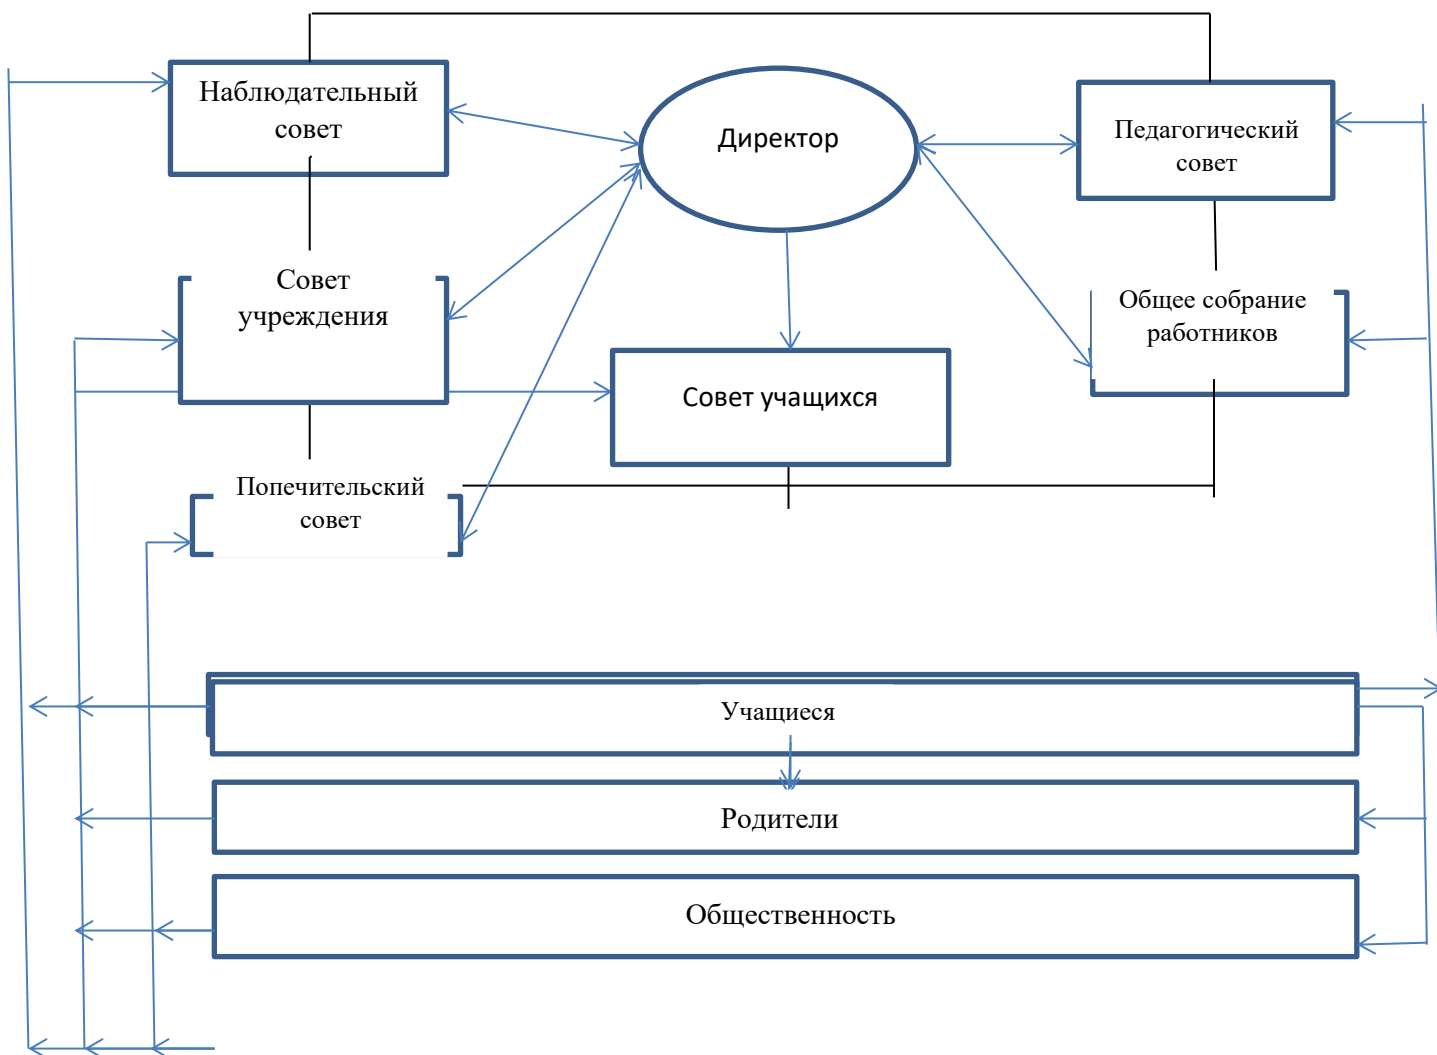 Наблюдательный
совет
Директор
Педагогический
совет
Совет
учреждения
Общее собрание
работников
Совет учащихся
Попечительский
совет
Учащиеся
Родители
Общественность